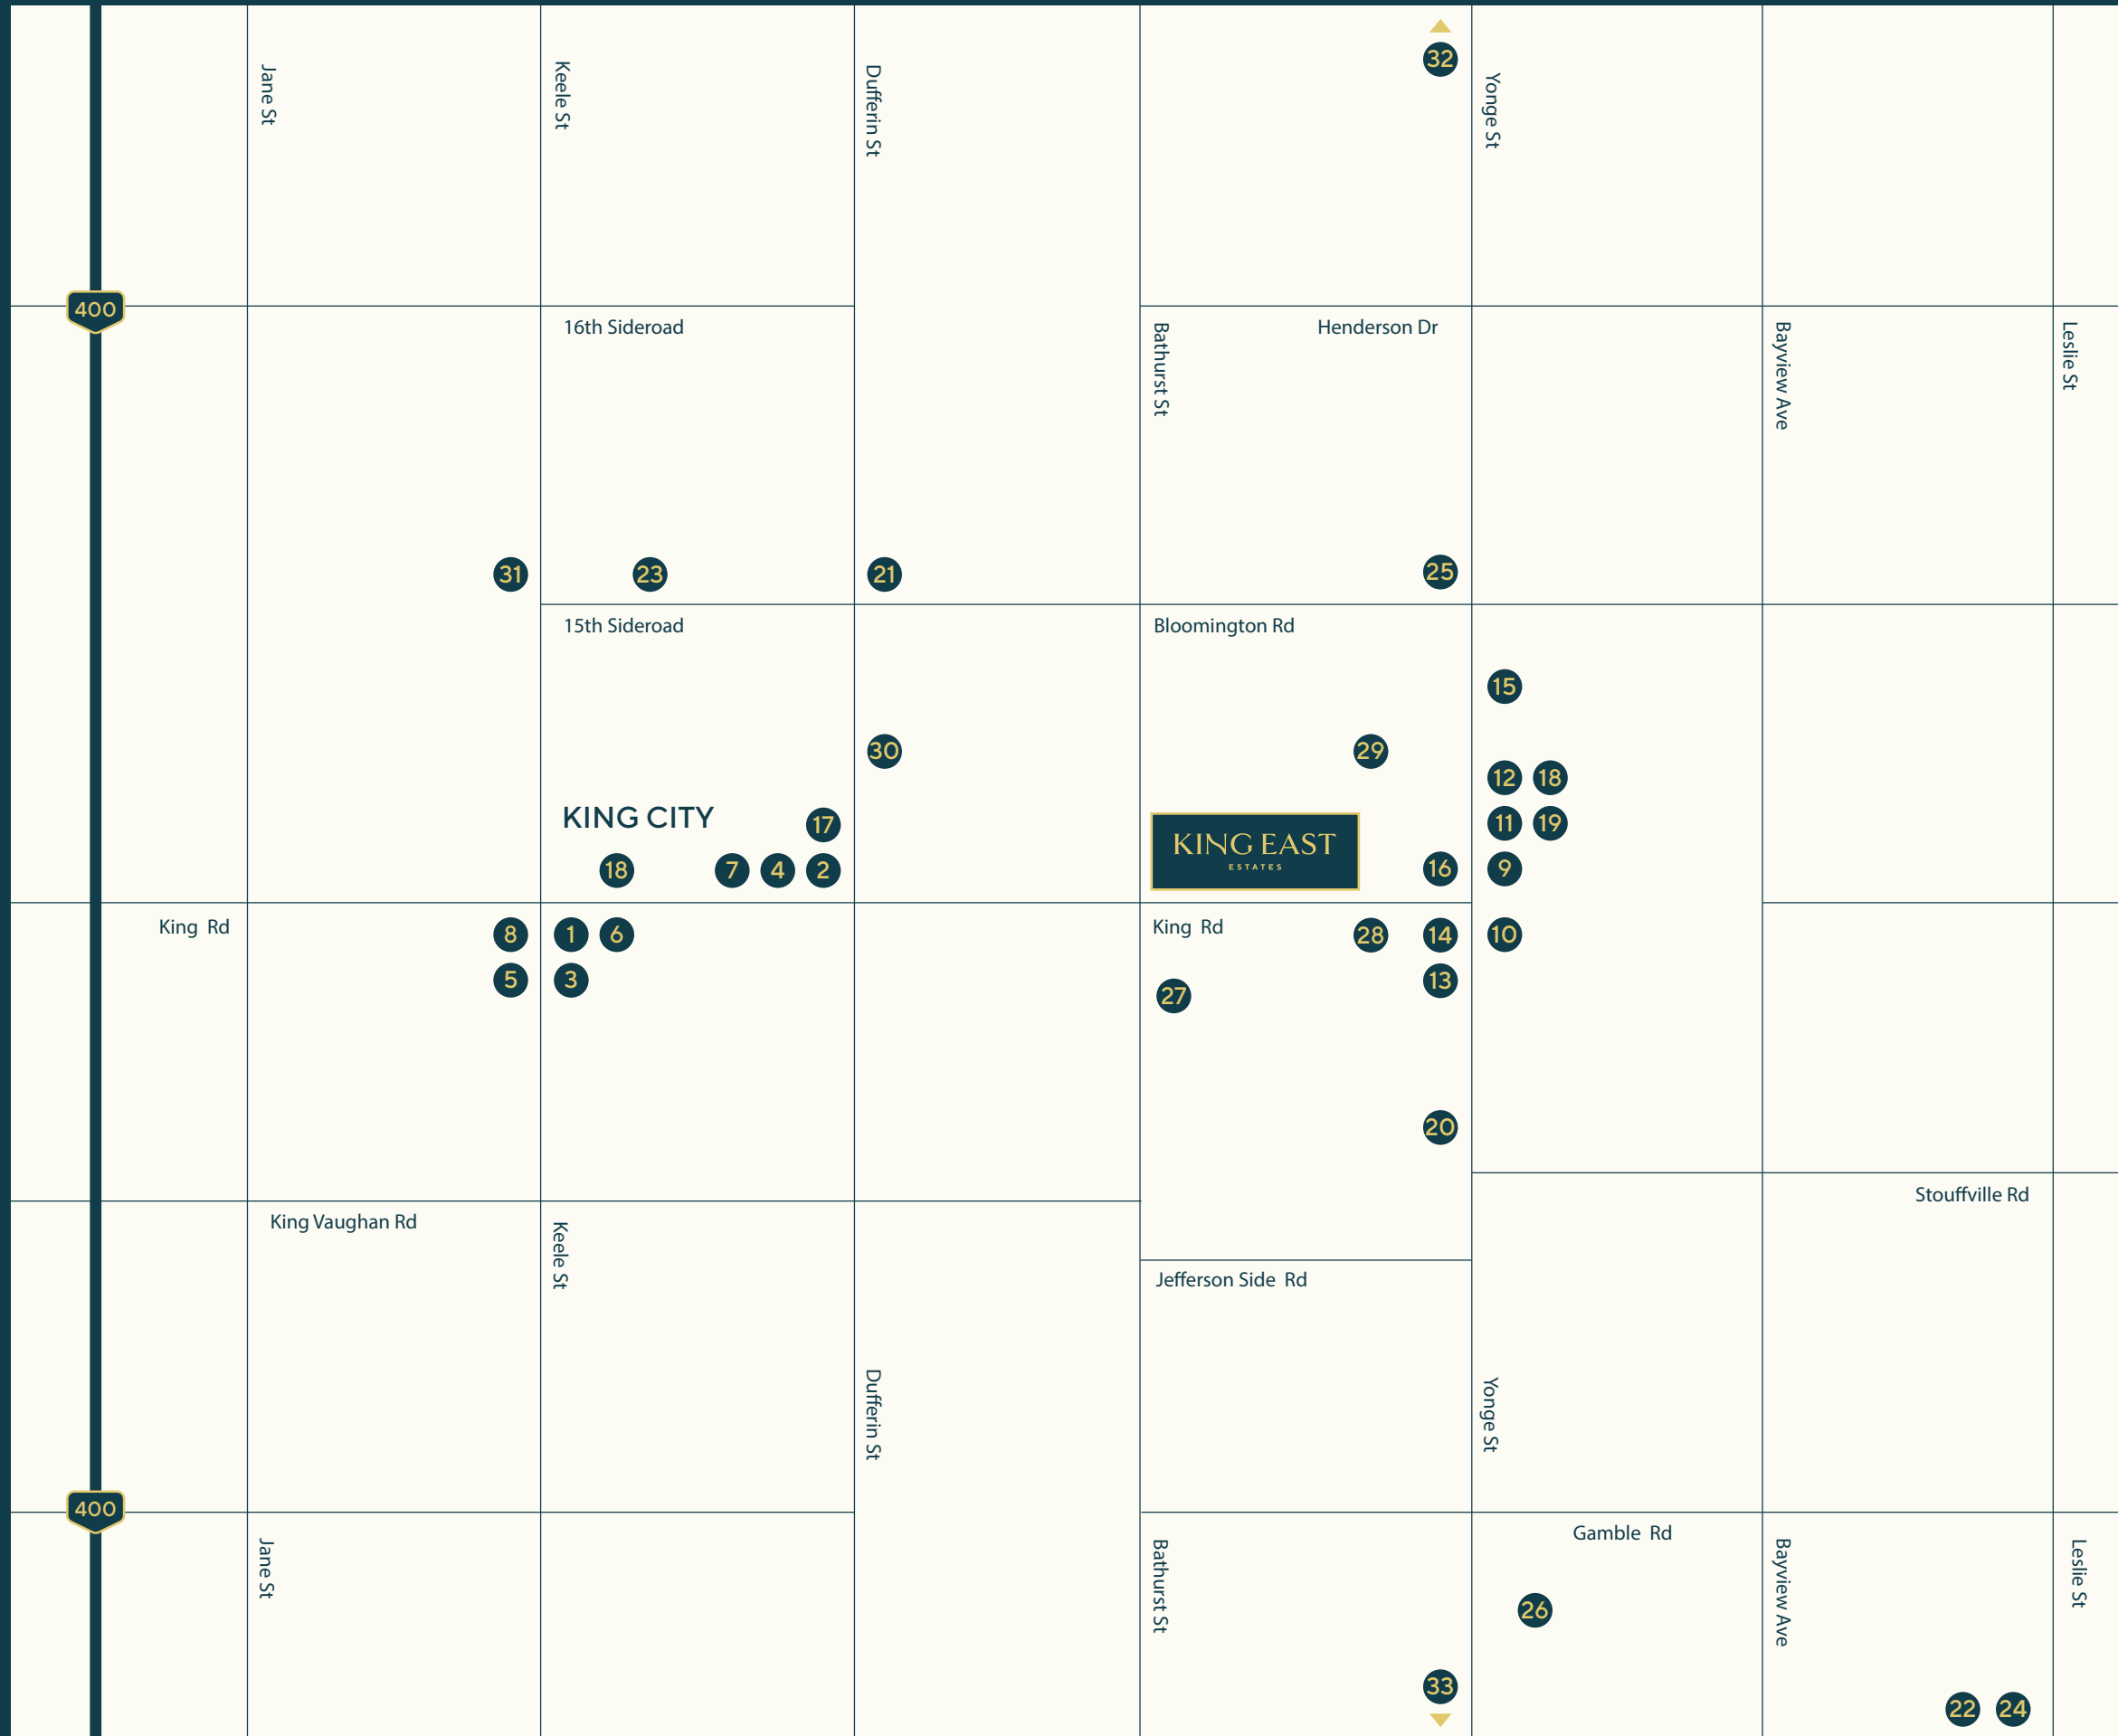 32
Jane St
Keele St
Dufferin St
Yonge St
400
16th Sideroad
Henderson Dr
Bathurst St
Bayview Ave
Leslie St
31
23
21
25
15th Sideroad
Bloomington Rd
15
30
29
12
18
KING CITY
17
11
19
KING EAST
ESTATES
18
7
4
2
16
9
King Rd
8
1
6
King Rd
28
14
10
5
3
27
13
20
Stouffville Rd
King Vaughan Rd
Keele St
Jefferson Side Rd
Dufferin St
Yonge St
400
Gamble Rd
Jane St
Bathurst St
Bayview Ave
Leslie St
26
33
22
24